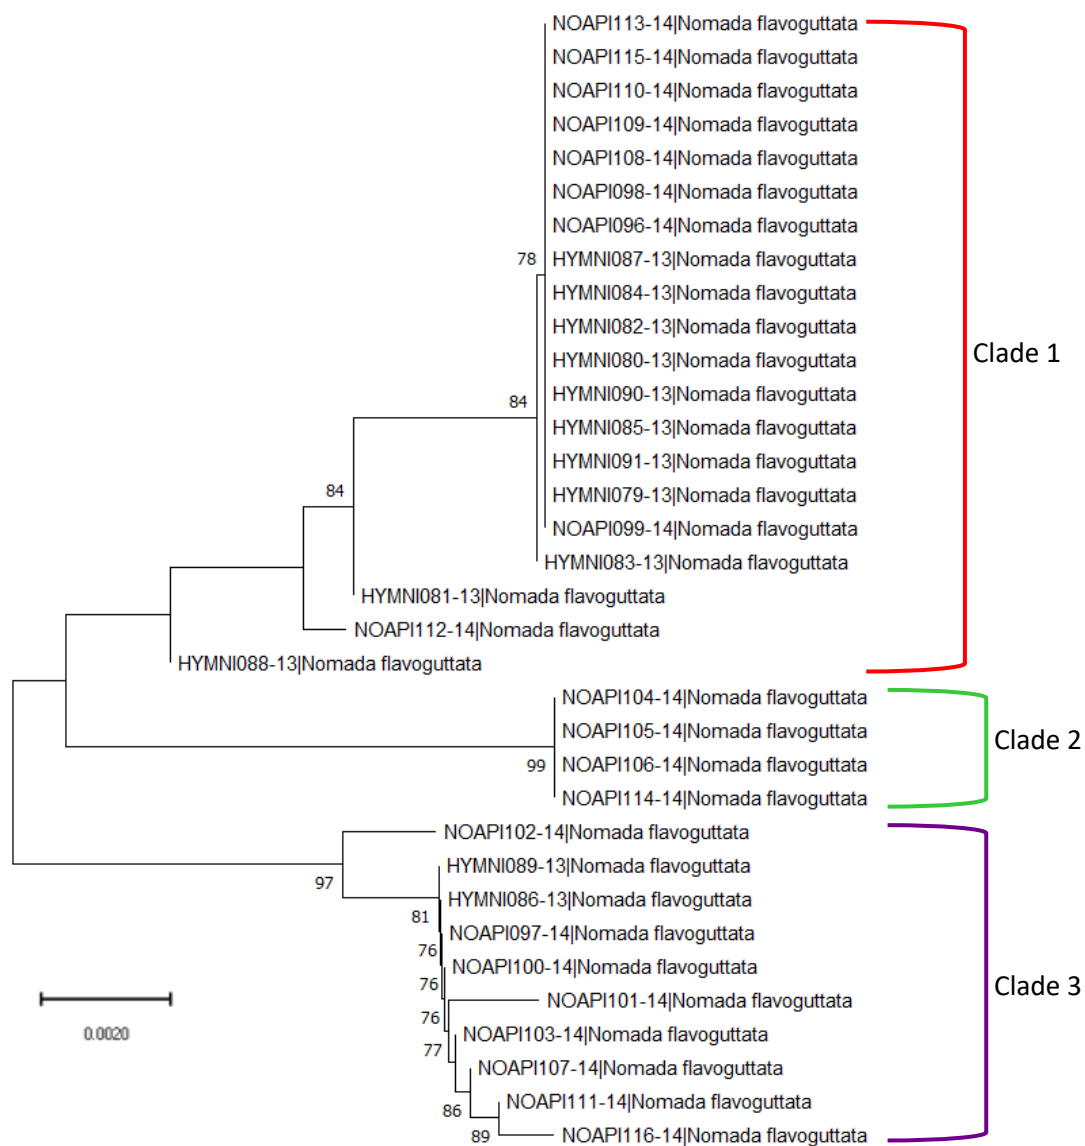 NOAPI113-14|Nomada flavoguttata
NOAPI115-14|Nomada flavoguttata
NOAPI110-14|Nomada flavoguttata
NOAPI109-14|Nomada flavoguttata
NOAPI108-14|Nomada flavoguttata
NOAPI098-14|Nomada flavoguttata
NOAPI096-14|Nomada flavoguttata
78
HYMNI087-13|Nomada flavoguttata
HYMNI084-13|Nomada flavoguttata
HYMNI082-13|Nomada flavoguttata
HYMNI080-13|Nomada flavoguttata
Clade 1
HYMNI090-13|Nomada flavoguttata
84
HYMNI085-13|Nomada flavoguttata
HYMNI091-13|Nomada flavoguttata
84
HYMNI079-13|Nomada flavoguttata
NOAPI099-14|Nomada flavoguttata
HYMNI083-13|Nomada flavoguttata
HYMNI081-13|Nomada flavoguttata
NOAPI112-14|Nomada flavoguttata
HYMNI088-13|Nomada flavoguttata
NOAPI104-14|Nomada flavoguttata
NOAPI105-14|Nomada flavoguttata
Clade 2
99
NOAPI106-14|Nomada flavoguttata
NOAPI114-14|Nomada flavoguttata
NOAPI102-14|Nomada flavoguttata
HYMNI089-13|Nomada flavoguttata
97
HYMNI086-13|Nomada flavoguttata
81
NOAPI097-14|Nomada flavoguttata
76
NOAPI100-14|Nomada flavoguttata
76
Clade 3
NOAPI101-14|Nomada flavoguttata
76
NOAPI103-14|Nomada flavoguttata
0.0020
77
NOAPI107-14|Nomada flavoguttata
NOAPI111-14|Nomada flavoguttata
86
NOAPI116-14|Nomada flavoguttata
89